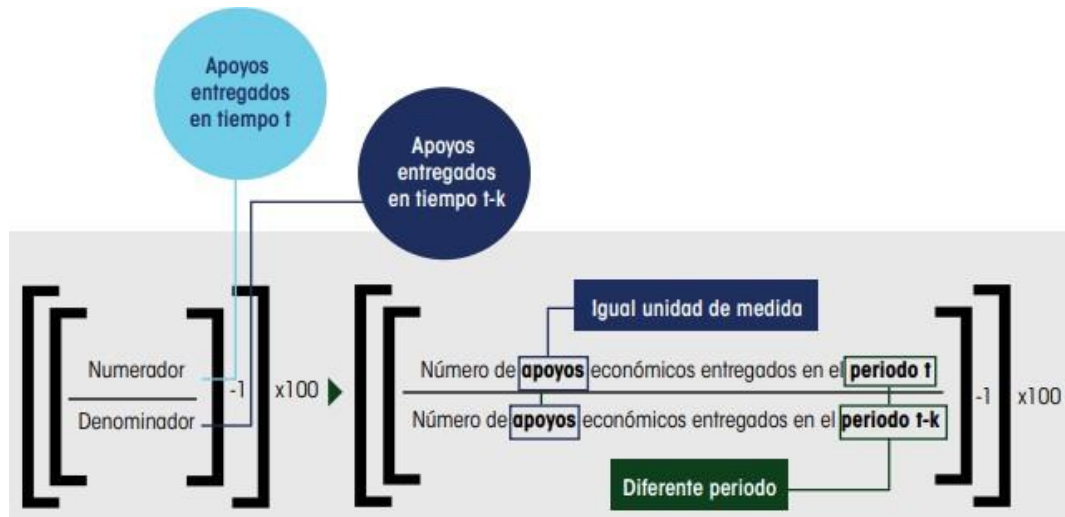 Apoyos
entregados
en tiempo t
Apoyos
entregados
en tiempo t-k
Numerador
Denominador
-1
x100
Igual unidad de medida
Número de apoyos económicos entregados en el periodo t
Número de apoyos económicos entregados en el periodo t-k
-1
x100
Diferente periodo